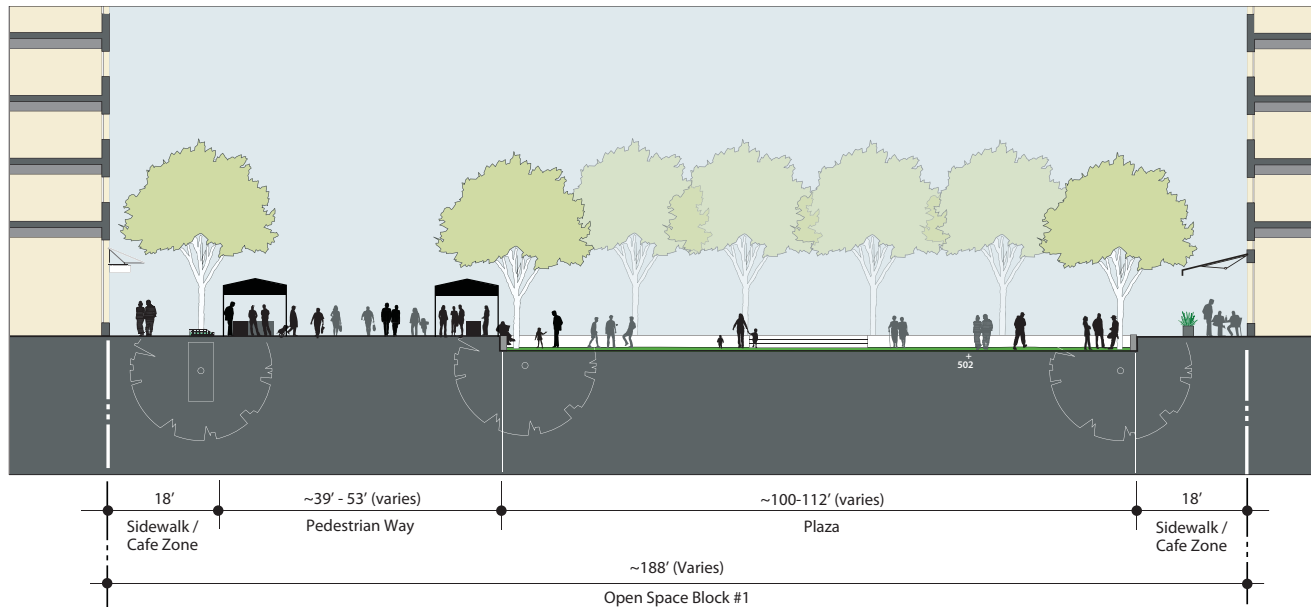 502
18’
~39’ - 53’ (varies)
~100-112’ (varies)
18’
Sidewalk /
Cafe Zone
Pedestrian Way
Plaza
Sidewalk /
Cafe Zone
~188’ (Varies)
Open Space Block #1